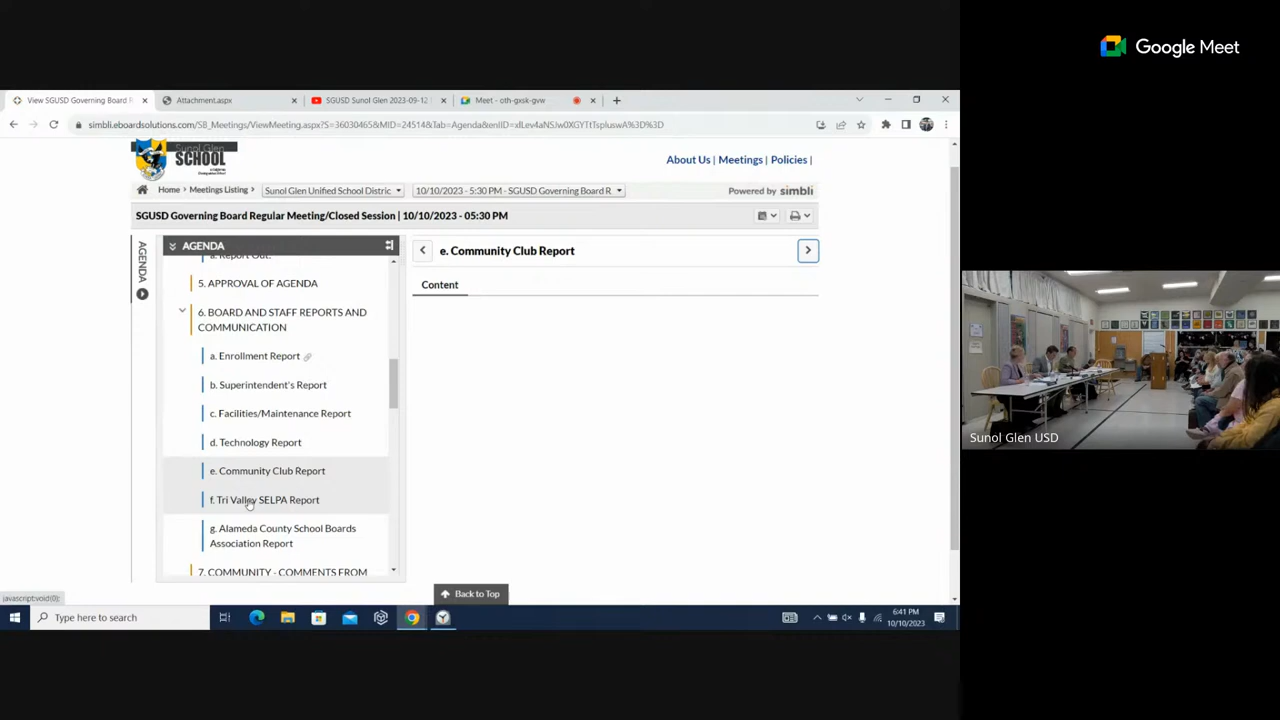 Google Meet
View SGUSD Governing Board R
Attachment.aspx
SGUSD Sunol Glen 2023-09-12
Meet - oth-gxsk-gvw
simbli.eboardsolutions.com/SB_Meetings/ViewMeeting.aspx?S=36030465&MID=24514&Tab=Agenda&enIID=xdLev4aNSJw0XGYTtTspluswA%3D%3D
Sunol Glen
SCHOOL
About Us | Meetings | Policies |
Home Meetings Listing Sunol Glen Unified School Distric 10/10/2023 - 5:30 PM - SGUSD Governing Board R Powered by simbli
SGUSD Governing Board Regular Meeting/Closed Session | 10/10/2023 - 05:30 PM
AGENDA
AGENDA
a. Report Out:
5. APPROVAL OF AGENDA
6. BOARD AND STAFF REPORTS AND
COMMUNICATION
a. Enrollment Report
b. Superintendent's Report
c. Facilities/Maintenance Report
d. Technology Report
e. Community Club Report
f. Tri Valley SELPA Report
g. Alameda County School Boards
Association Report
7. COMMUNITY - COMMENTS FROM
e. Community Club Report
Content
Back to Top
javascript:void(0);
Type here to search
6:41 PM
10/10/2023
Sunol Glen USD